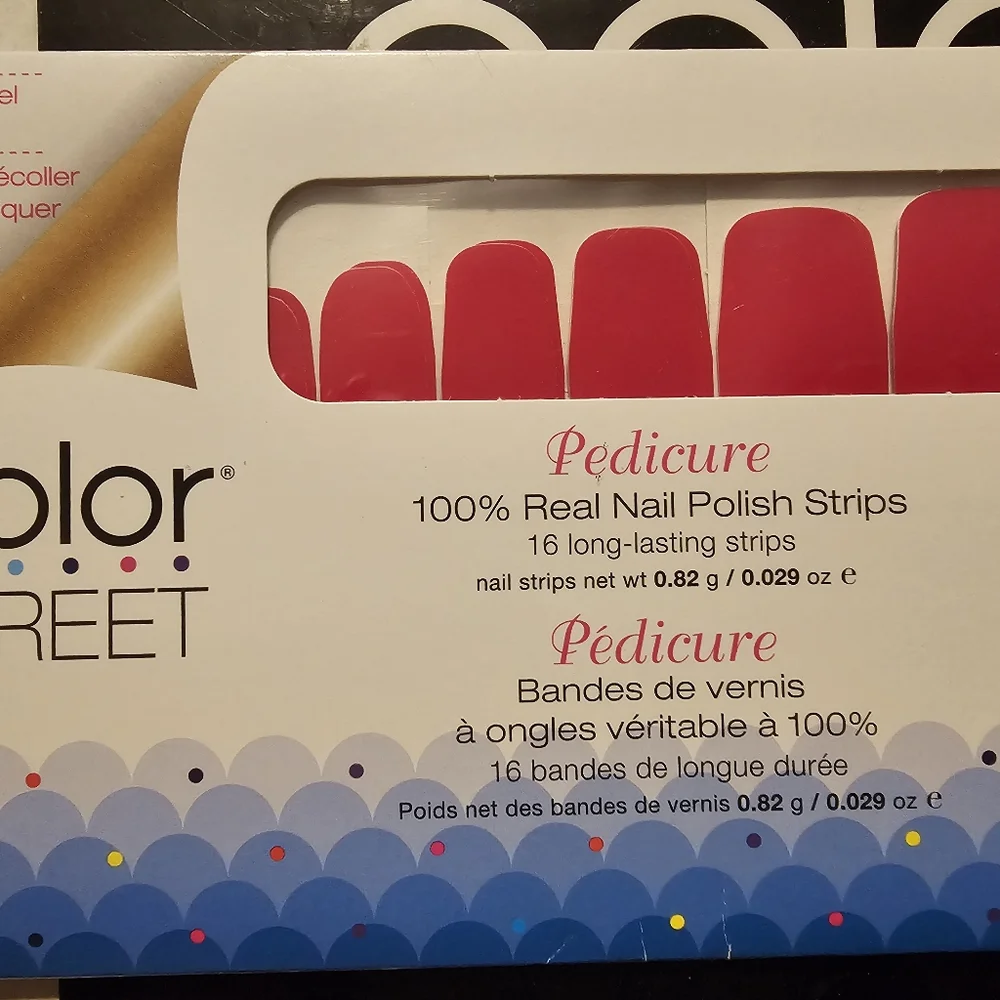 el
écoller
quer
olor®
REET
Pedicure
100% Real Nail Polish Strips
16 long-lasting strips
nail strips net wt 0.82 g / 0.029 oz ℮
Pédicure
Bandes de vernis
à ongles véritable à 100%
16 bandes de longue durée
Poids net des bandes de vernis 0.82 g / 0.029 oz ℮